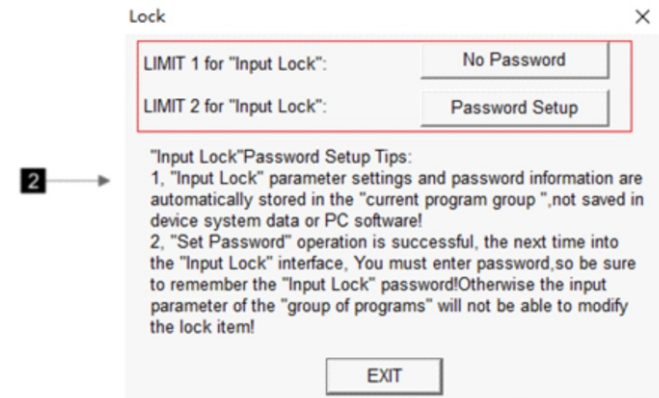 Lock
LIMIT 1 for "Input Lock":
No Password
LIMIT 2 for "Input Lock":
Password Setup
"Input Lock"Password Setup Tips:
1, "Input Lock" parameter settings and password information are
automatically stored in the "current program group ",not saved in
device system data or PC software!
2, "Set Password" operation is successful, the next time into
the "Input Lock" interface, You must enter password,so be sure
to remember the "Input Lock" password!Otherwise the input
parameter of the "group of programs" will not be able to modify
the lock item!
2
EXIT